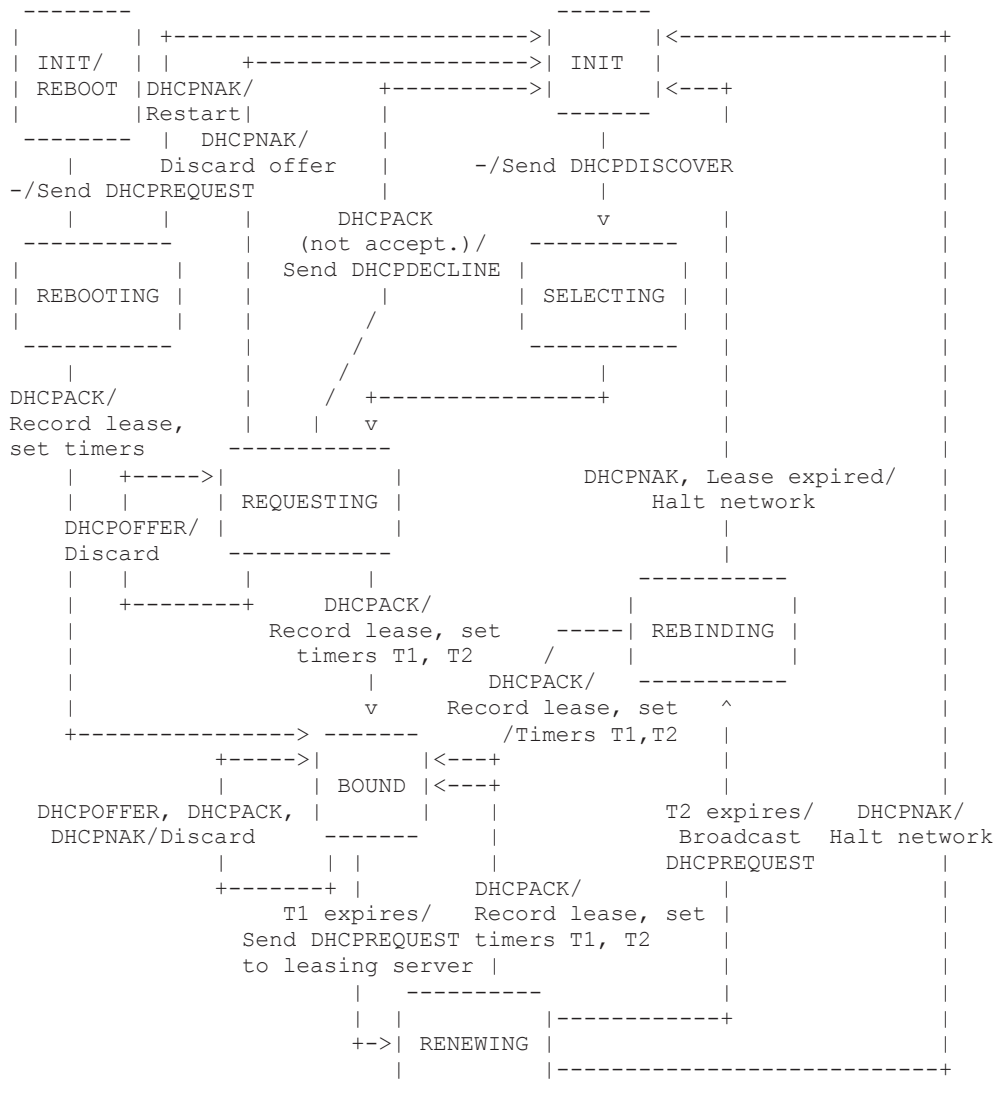 INIT/ INIT
REBOOT DHCPNAK/
Restart
DHCPNAK/
Discard offer -/Send DHCPDISCOVER
-/Send DHCPREQUEST
DHCPACK v
(not accept.)/
Send DHCPDECLINE
REBOOTING SELECTING
DHCPACK/
Record lease, v
set timers
DHCPNAK, Lease expired/
REQUESTING Halt network
DHCPOFFER/
Discard
DHCPACK/
Record lease, set REBINDING
timers T1, T2
DHCPACK/
v Record lease, set ^
/Timers T1,T2
BOUND
DHCPOFFER, DHCPACK, T2 expires/ DHCPNAK/
DHCPNAK/Discard Broadcast Halt network
DHCPREQUEST
DHCPACK/
T1 expires/ Record lease, set
Send DHCPREQUEST timers T1, T2
to leasing server
RENEWING